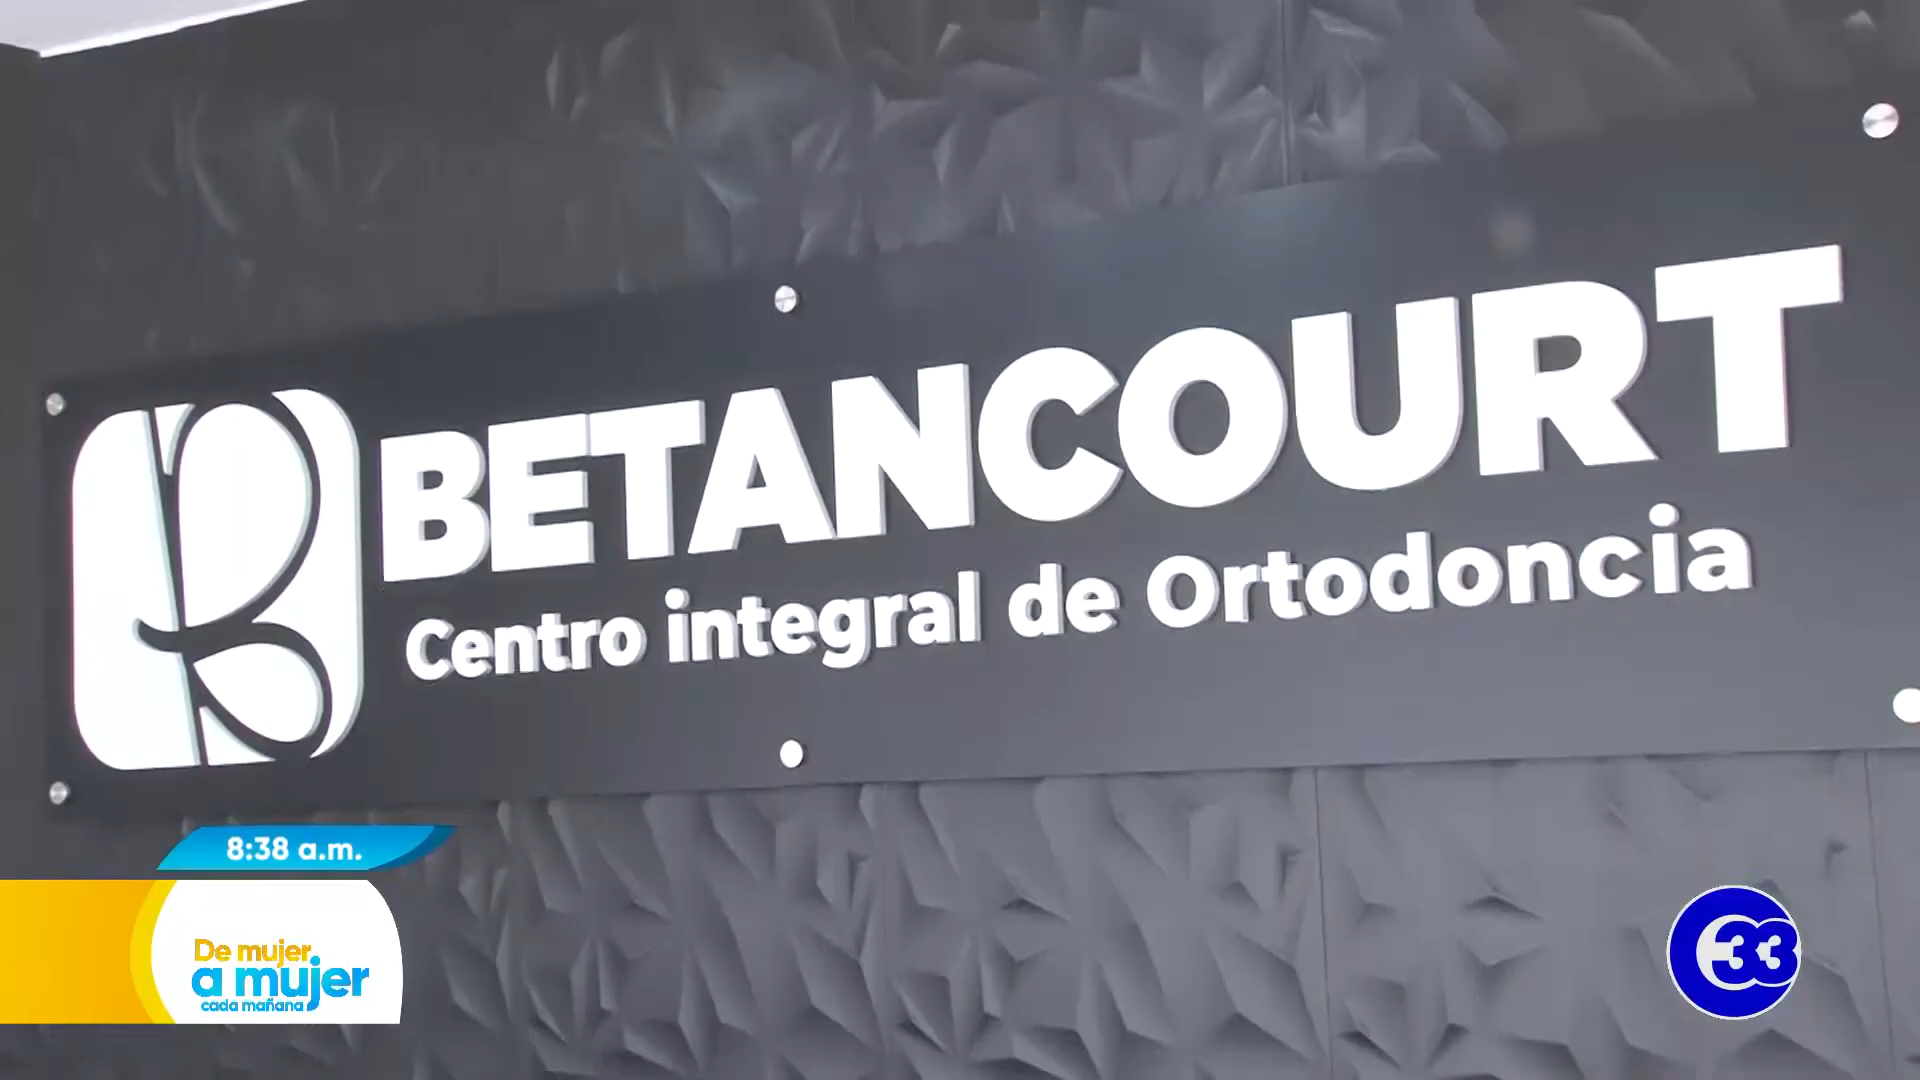 BETANCOURT
Centro integral de Ortodoncia
8:38 a.m.
De mujer
a mujer
cada mañana
33